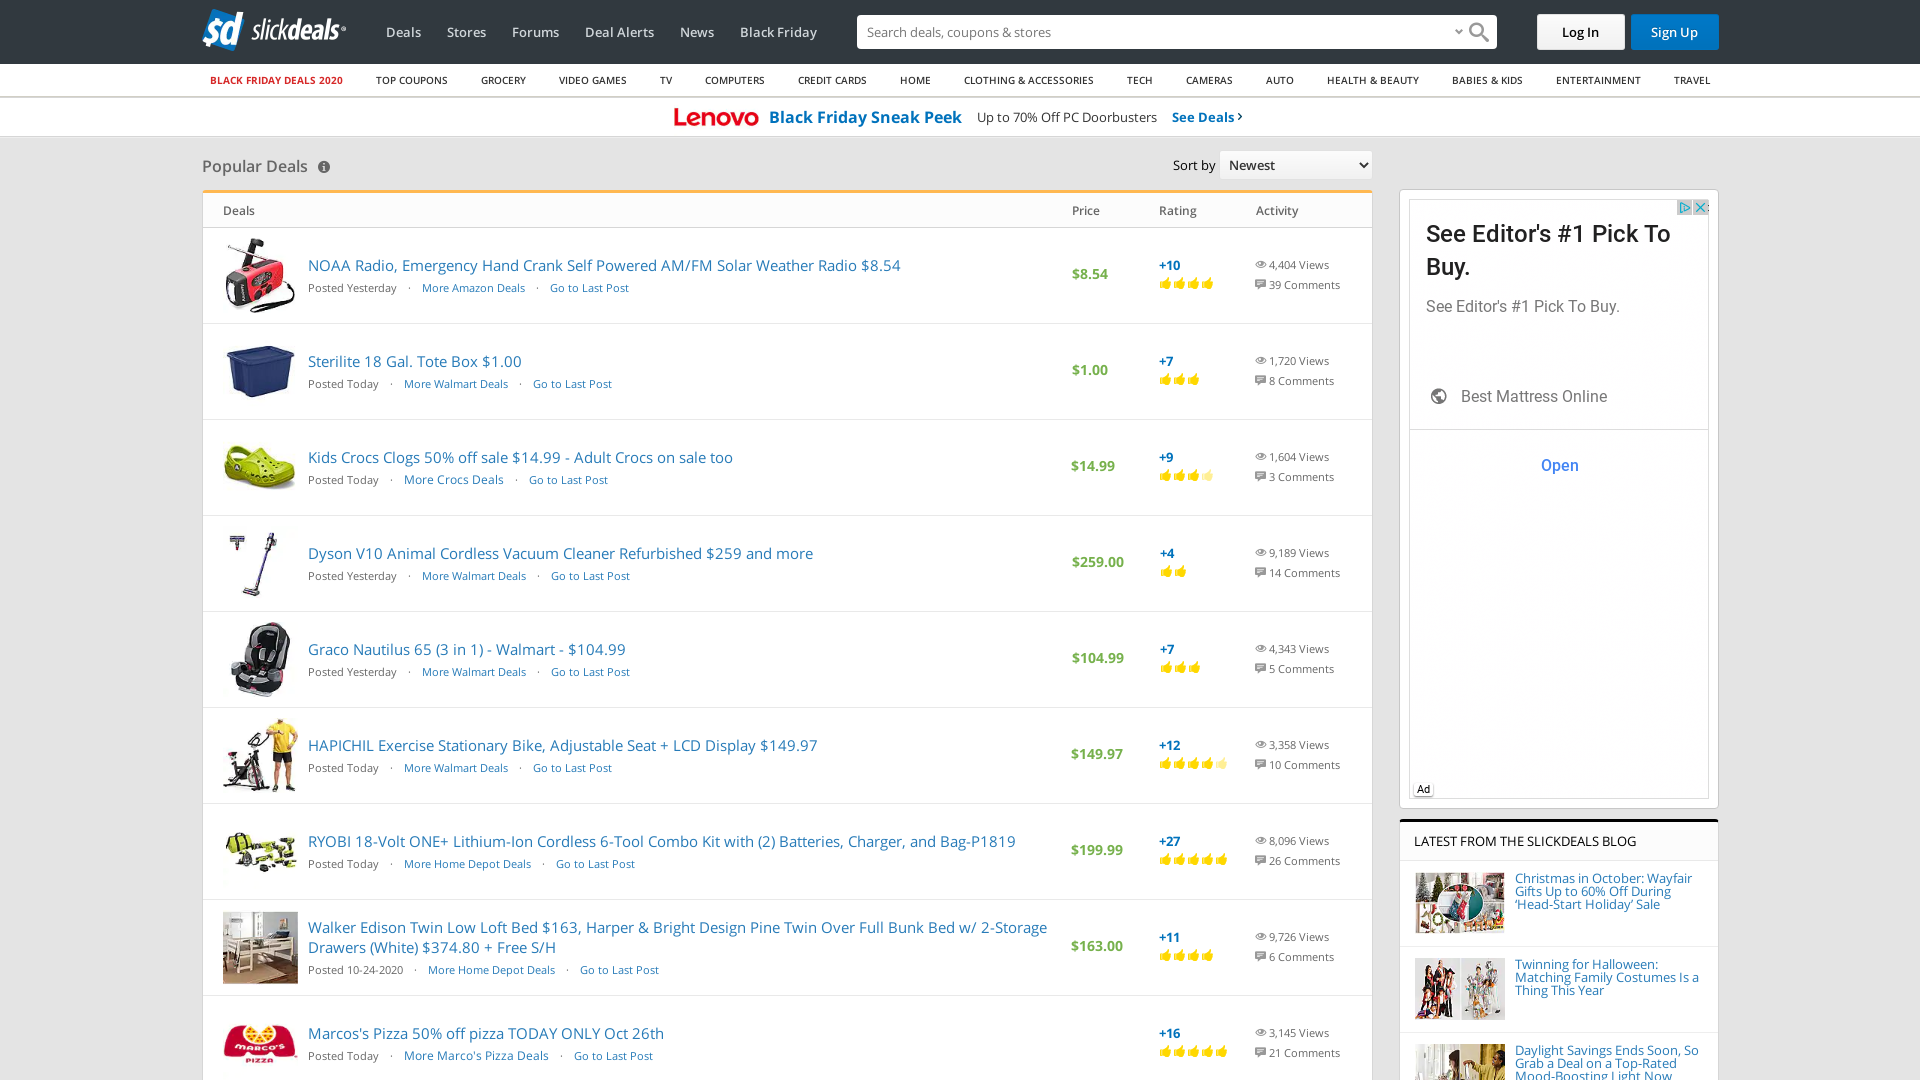 slickdeals
Deals
Stores
Forums
Deal Alerts
News
Black Friday
Search deals, coupons & stores
Log In
Sign Up
BLACK FRIDAY DEALS 2020
TOP COUPONS
GROCERY
VIDEO GAMES
TV
COMPUTERS
CREDIT CARDS
HOME
CLOTHING & ACCESSORIES
TECH
CAMERAS
AUTO
HEALTH & BEAUTY
BABIES & KIDS
ENTERTAINMENT
TRAVEL
Lenovo Black Friday Sneak Peek Up to 70% Off PC Doorbusters See Deals
Popular Deals
Sort by Newest
Deals Price Rating Activity
NOAA Radio, Emergency Hand Crank Self Powered AM/FM Solar Weather Radio $8.54
Posted Yesterday · More Amazon Deals · Go to Last Post
$8.54
+10
4,404 Views
39 Comments
Sterilite 18 Gal. Tote Box $1.00
Posted Today · More Walmart Deals · Go to Last Post
$1.00
+7
1,720 Views
8 Comments
Kids Crocs Clogs 50% off sale $14.99 - Adult Crocs on sale too
Posted Today · More Crocs Deals · Go to Last Post
$14.99
+9
1,604 Views
3 Comments
Dyson V10 Animal Cordless Vacuum Cleaner Refurbished $259 and more
Posted Yesterday · More Walmart Deals · Go to Last Post
$259.00
+4
9,189 Views
14 Comments
Graco Nautilus 65 (3 in 1) - Walmart - $104.99
Posted Yesterday · More Walmart Deals · Go to Last Post
$104.99
+7
4,343 Views
5 Comments
HAPICHIL Exercise Stationary Bike, Adjustable Seat + LCD Display $149.97
Posted Today · More Walmart Deals · Go to Last Post
$149.97
+12
3,358 Views
10 Comments
RYOBI 18-Volt ONE+ Lithium-Ion Cordless 6-Tool Combo Kit with (2) Batteries, Charger, and Bag-P1819
Posted Today · More Home Depot Deals · Go to Last Post
$199.99
+27
8,096 Views
26 Comments
Walker Edison Twin Low Loft Bed $163, Harper & Bright Design Pine Twin Over Full Bunk Bed w/ 2-Storage
Drawers (White) $374.80 + Free S/H
Posted 10-24-2020 · More Home Depot Deals · Go to Last Post
$163.00
+11
9,726 Views
6 Comments
MARCO'S
PIZZA
Marcos's Pizza 50% off pizza TODAY ONLY Oct 26th
Posted Today · More Marco's Pizza Deals · Go to Last Post
+16
3,145 Views
21 Comments
See Editor's #1 Pick To
Buy.
See Editor's #1 Pick To Buy.
Best Mattress Online
Open
Ad
LATEST FROM THE SLICKDEALS BLOG
Christmas in October: Wayfair
Gifts Up to 60% Off During
‘Head-Start Holiday’ Sale
Twinning for Halloween:
Matching Family Costumes Is a
Thing This Year
Daylight Savings Ends Soon, So
Grab a Deal on a Top-Rated
Mood-Boosting Light Now